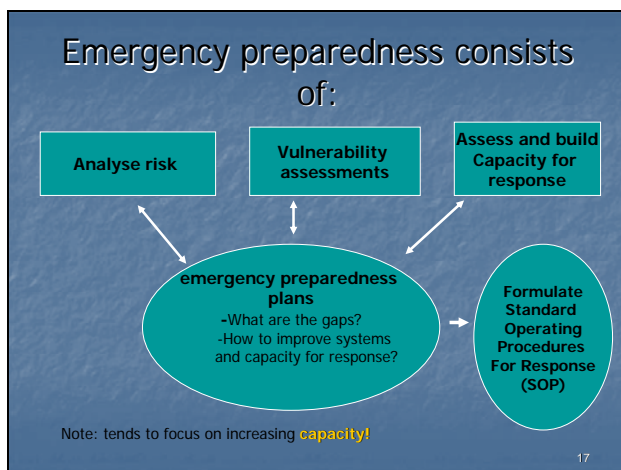 Emergency preparedness consists
of:
Analyse risk
Vulnerability
assessments
Assess and build
Capacity for
response
emergency preparedness
plans
-What are the gaps?
-How to improve systems
and capacity for response?
Formulate
Standard
Operating
Procedures
For Response
(SOP)
Note: tends to focus on increasing capacity!
17